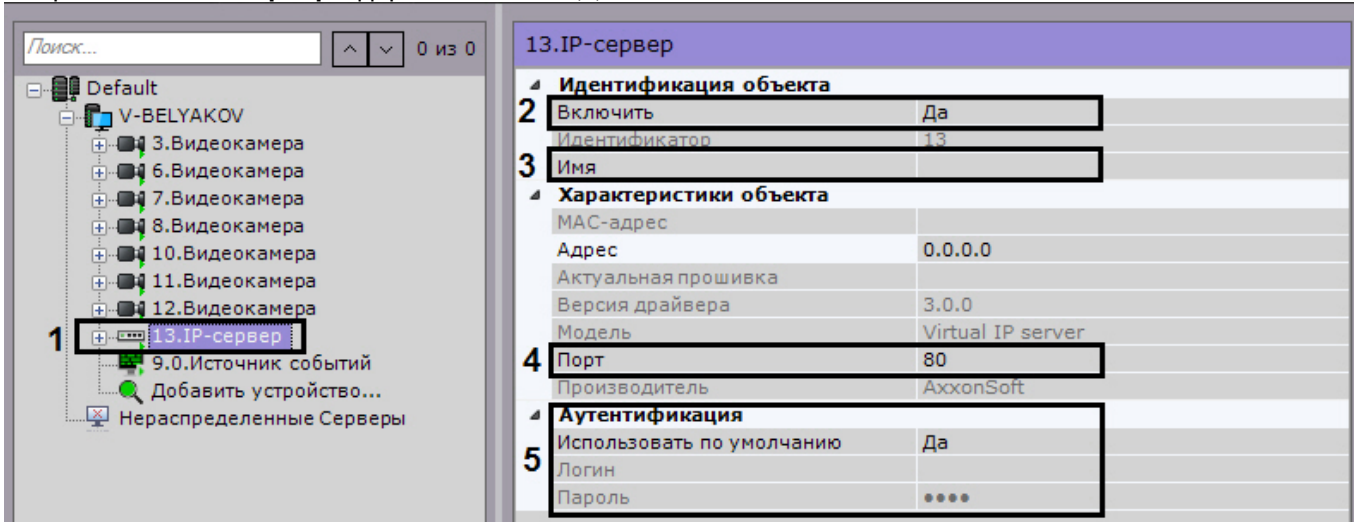 Поиск...
0 из 0
Default
V-BELYAKOV
3.Видеокамера
6.Видеокамера
7.Видеокамера
8.Видеокамера
10.Видеокамера
11.Видеокамера
12.Видеокамера
1
13.IP-сервер
9.0.Источник событий
Добавить устройство...
Нераспределенные Серверы
13.IP-сервер
Идентификация объекта
2 Включить Да
Идентификатор 13
3 Имя
Характеристики объекта
MAC-адрес
Адрес 0.0.0.0
Актуальная прошивка
Версия драйвера 3.0.0
Модель Virtual IP server
4 Порт 80
Производитель AxxonSoft
Аутентификация
Использовать по умолчанию Да
5
Логин
Пароль ••••